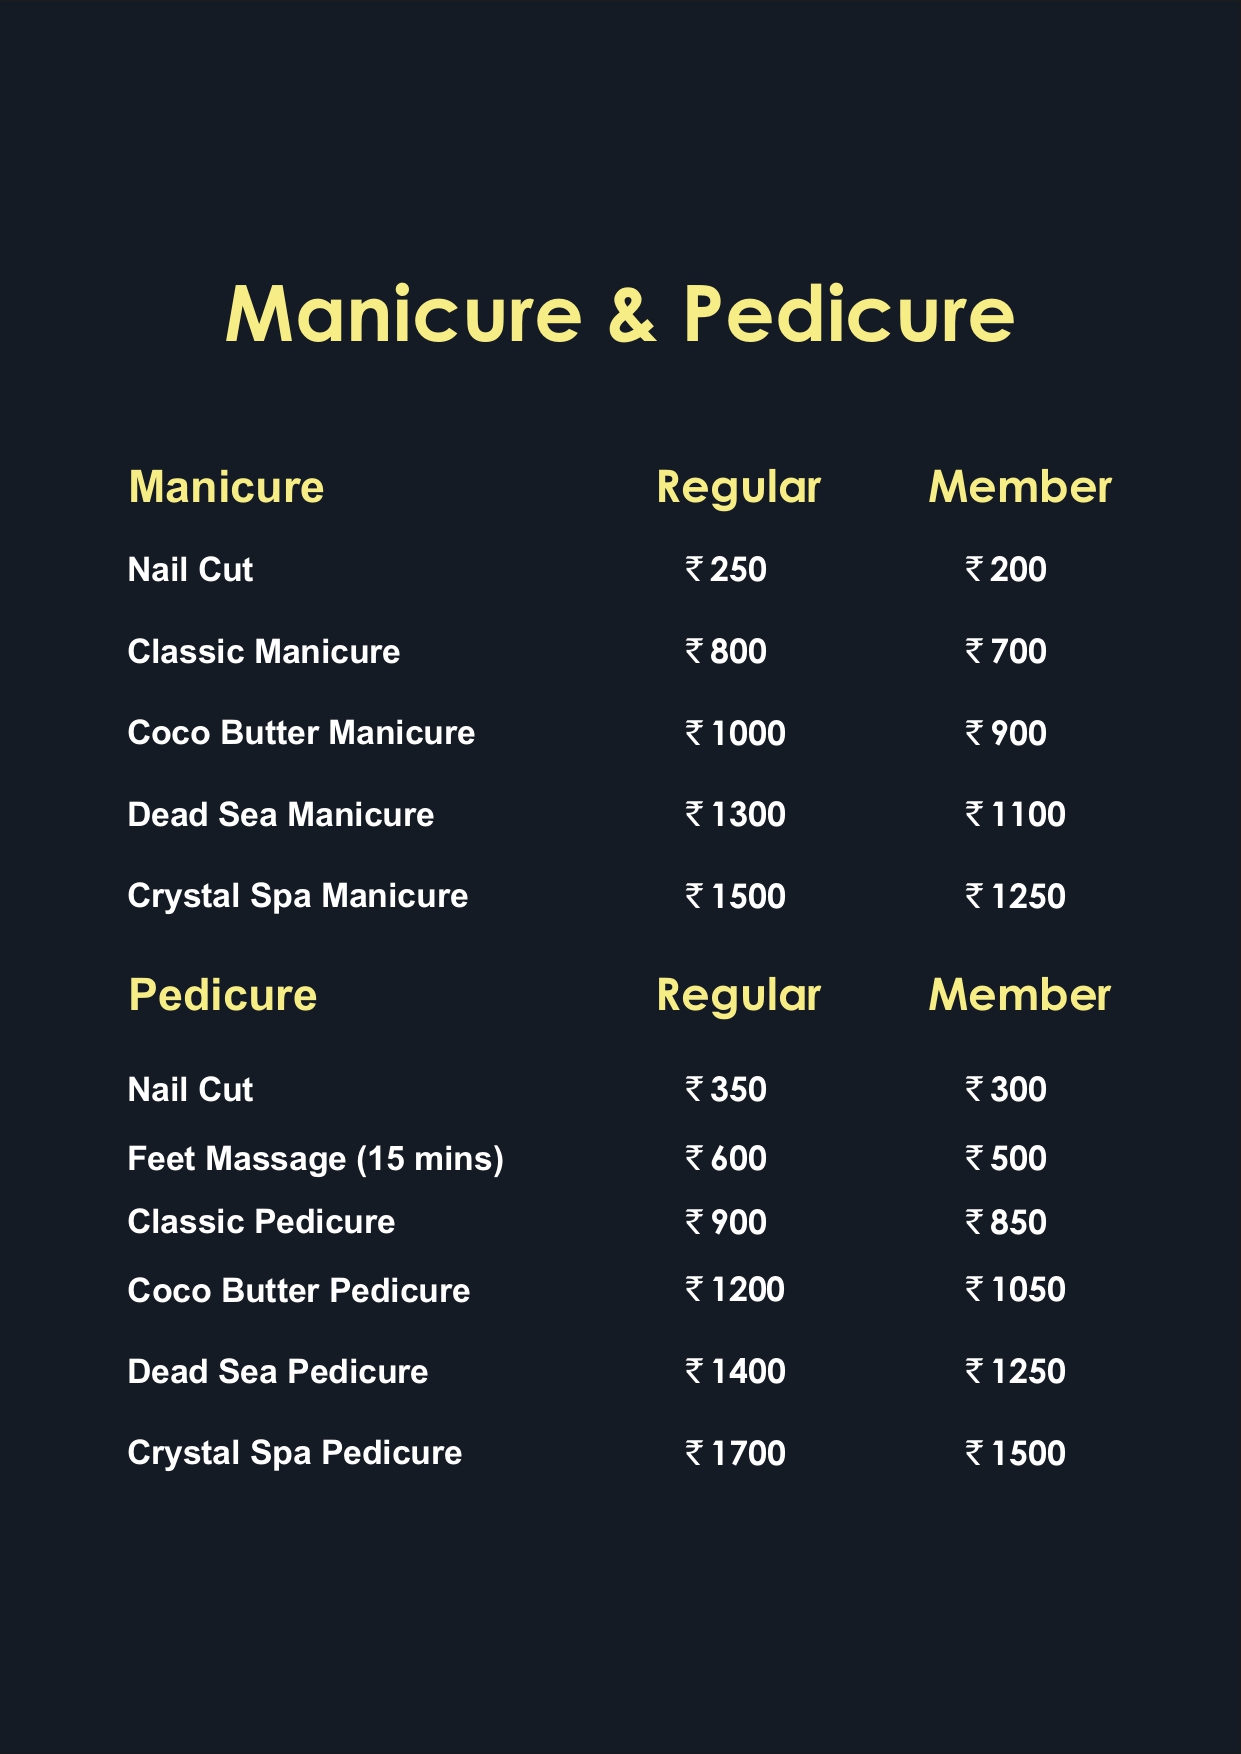 Manicure & Pedicure
Manicure Regular Member
Nail Cut ₹ 250 ₹ 200
Classic Manicure ₹ 800 ₹ 700
Coco Butter Manicure ₹ 1000 ₹ 900
Dead Sea Manicure ₹ 1300 ₹ 1100
Crystal Spa Manicure ₹ 1500 ₹ 1250
Pedicure Regular Member
Nail Cut ₹ 350 ₹ 300
Feet Massage (15 mins) ₹ 600 ₹ 500
Classic Pedicure ₹ 900 ₹ 850
Coco Butter Pedicure ₹ 1200 ₹ 1050
Dead Sea Pedicure ₹ 1400 ₹ 1250
Crystal Spa Pedicure ₹ 1700 ₹ 1500